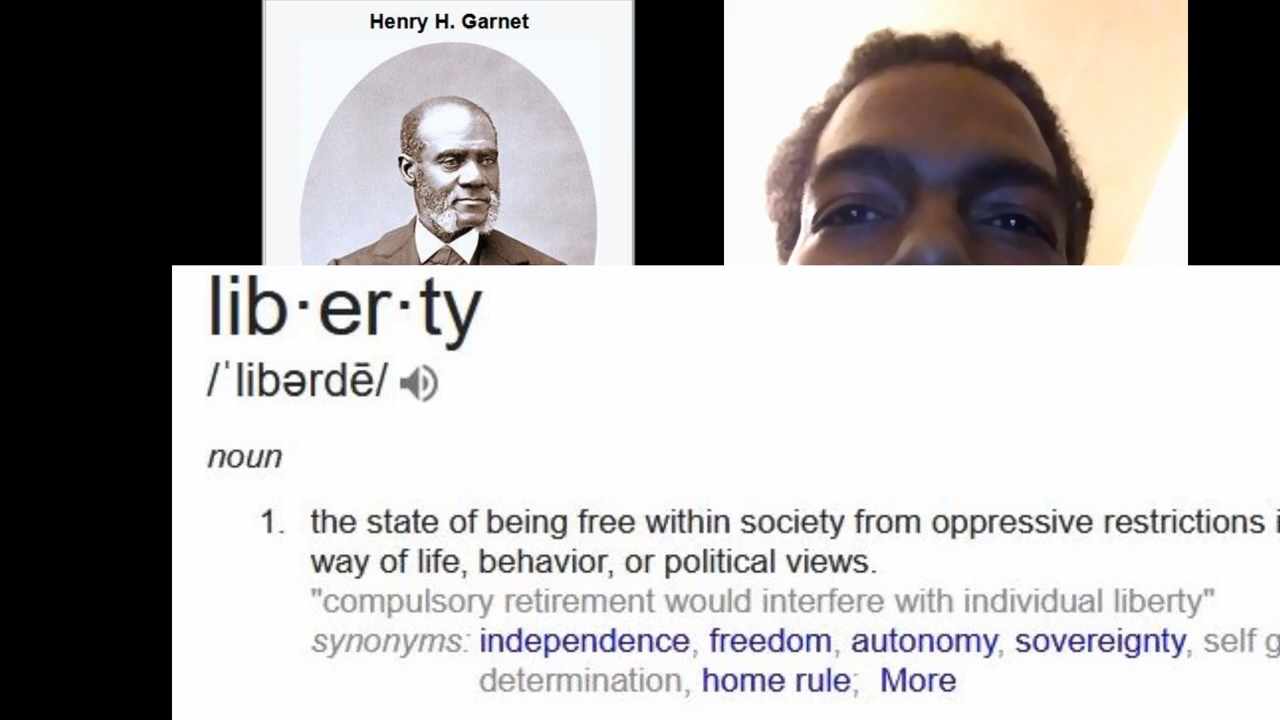 Henry H. Garnet
lib·er·ty
/ˈlibərdē/
noun
1. the state of being free within society from oppressive restrictions
way of life, behavior, or political views.
"compulsory retirement would interfere with individual liberty"
synonyms: independence, freedom, autonomy, sovereignty, self
determination, home rule; More